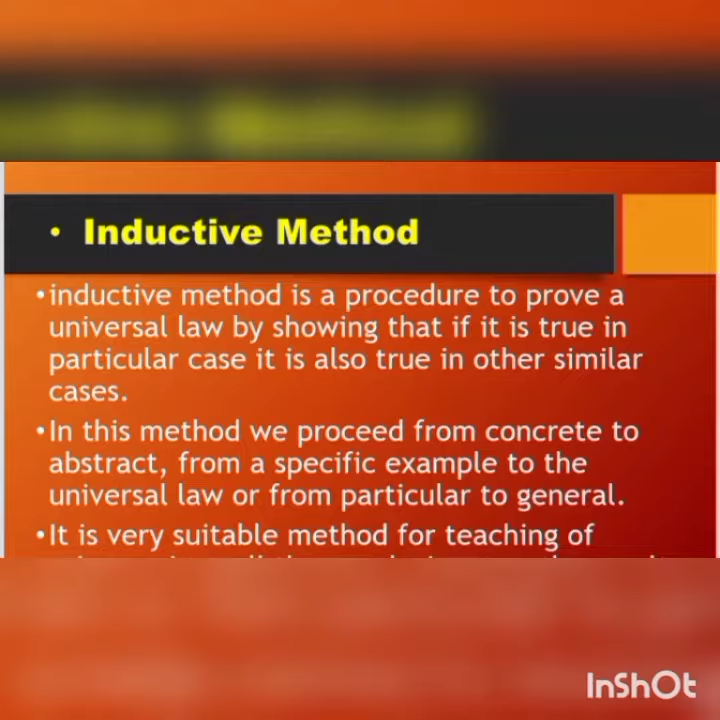 • Inductive Method
•inductive method is a procedure to prove a
universal law by showing that if it is true in
particular case it is also true in other similar
cases.
•In this method we proceed from concrete to
abstract, from a specific example to the
universal law or from particular to general.
•It is very suitable method for teaching of
InShOt